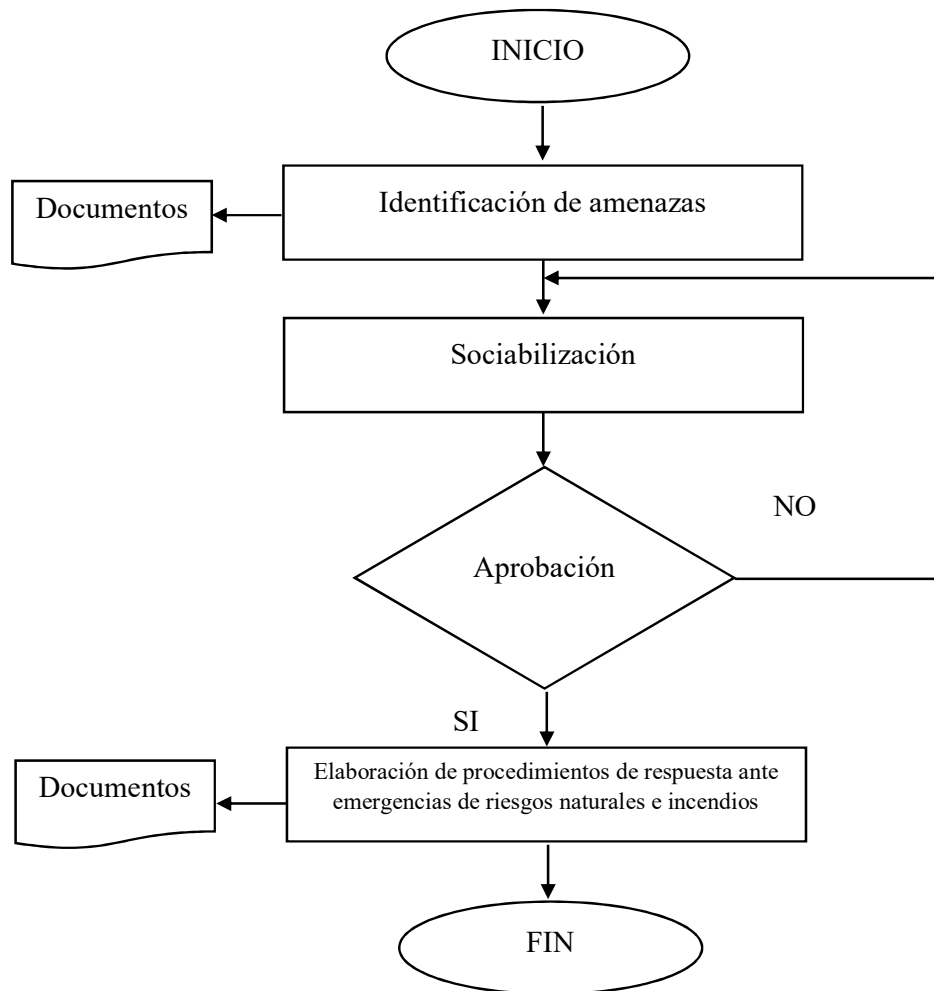 INICIO
Documentos
Identificación de amenazas
Sociabilización
NO
Aprobación
SI
Documentos
Elaboración de procedimientos de respuesta ante
emergencias de riesgos naturales e incendios
FIN